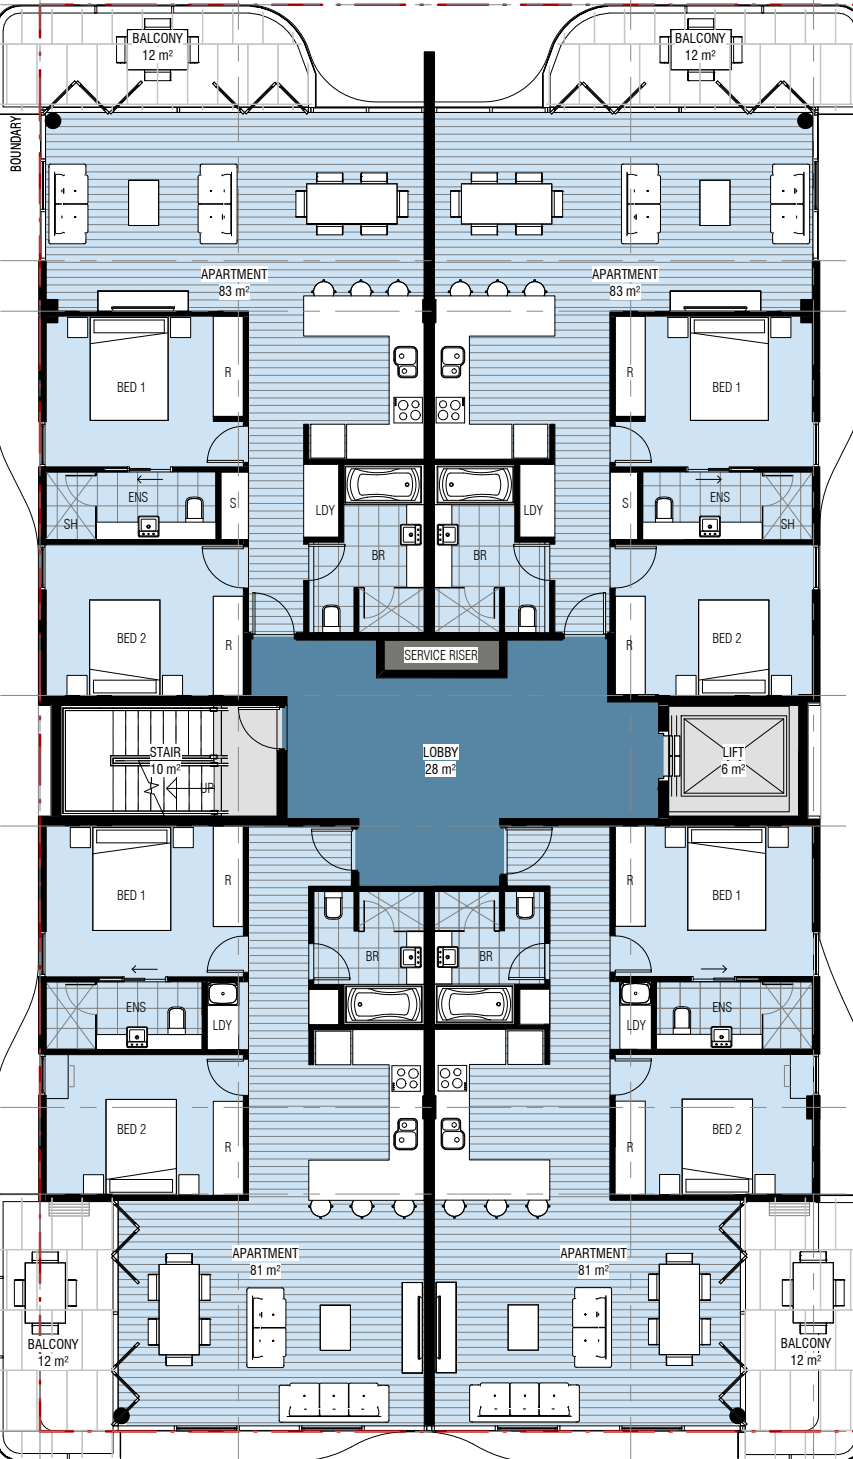 BALCONY
12 m²
BALCONY
12 m²
BOUNDARY
APARTMENT
83 m²
APARTMENT
83 m²
BED 1
R
R
BED 1
ENS
S
SH
LDY
LDY
S
ENS
SH
BR
BR
BED 2
R
R
BED 2
SERVICE RISER
STAIR
10 m²
UP
LOBBY
28 m²
LIFT
6 m²
BED 1
R
R
BED 1
BR
BR
ENS
LDY
LDY
ENS
BED 2
R
R
BED 2
APARTMENT
81 m²
APARTMENT
81 m²
BALCONY
12 m²
BALCONY
12 m²